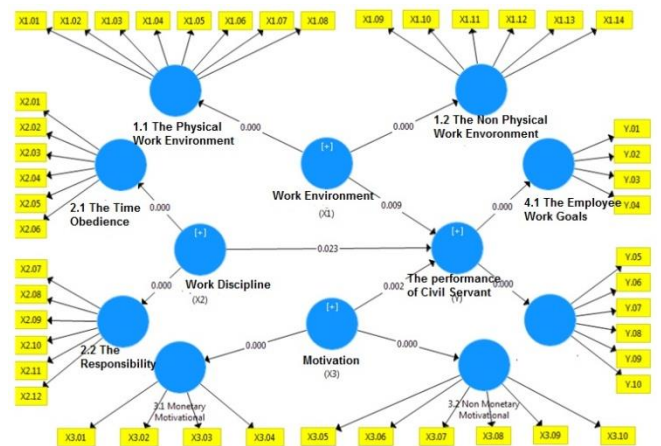 X1.01 X1.02 X1.03 X1.04 X1.05 X1.06 X1.07 X1.08
X1.09 X1.10 X1.11 X1.12 X1.13 X1.14
1.1 The Physical
Work Environment
1.2 The Non Physical
Work Envoronment
0.000
0.000
X2.01
X2.02
X2.03
X2.04
X2.05
X2.06
2.1 The Time
Obedience
0.000
[+]
Work Environment
(X1)
0.009
Y.01
Y.02
Y.03
Y.04
4.1 The Employee
Work Goals
0.000
[+]
Work Discipline
(X2)
0.023
[+]
The performance
of Civil Servant
(Y)
0.000
0.002
0.000
X2.07
X2.08
X2.09
X2.10
X2.11
X2.12
2.2 The
Responsibility
[+]
Motivation
(X3)
0.000
0.000
Y.05
Y.06
Y.07
Y.08
Y.09
Y.10
3.1 Monetary
Motivational
3.2 Non Monetary
Motivational
X3.01 X3.02 X3.03 X3.04 X3.05 X3.06 X3.07 X3.08 X3.09 X3.10